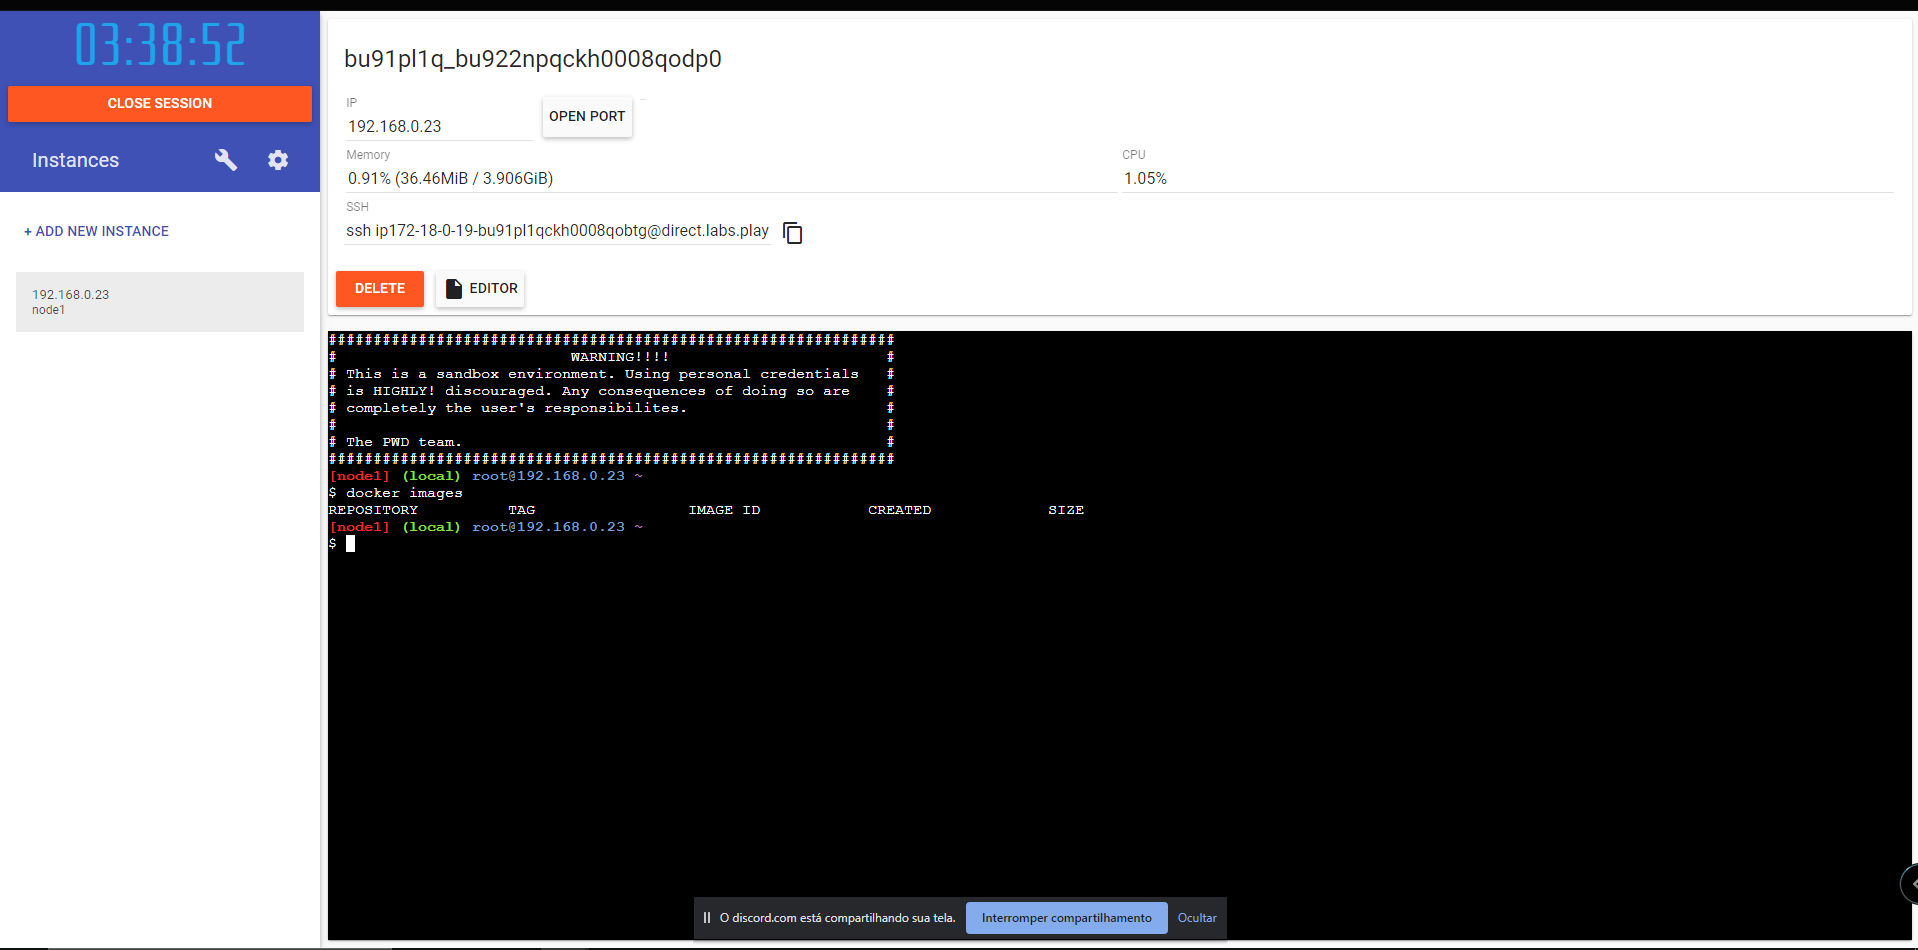 03:38:52
CLOSE SESSION
Instances
+ ADD NEW INSTANCE
192.168.0.23
node1
bu91pl1q_bu922npqckh0008qodp0
IP
192.168.0.23
OPEN PORT
Memory
0.91% (36.46MiB / 3.906GiB)
CPU
1.05%
SSH
ssh ip172-18-0-19-bu91pl1qckh0008qobtg@direct.labs.play
DELETE
EDITOR
###############################################################
#                          WARNING!!!!                        #
# This is a sandbox environment. Using personal credentials   #
# is HIGHLY! discouraged. Any consequences of doing so are    #
# completely the user's responsibilites.                      #
#                                                             #
# The PWD team.                                               #
###############################################################
[node1] (local) root@192.168.0.23 ~
$ docker images
REPOSITORY          TAG                 IMAGE ID            CREATED             SIZE
[node1] (local) root@192.168.0.23 ~
$
O discord.com está compartilhando sua tela.
Interromper compartilhamento
Ocultar